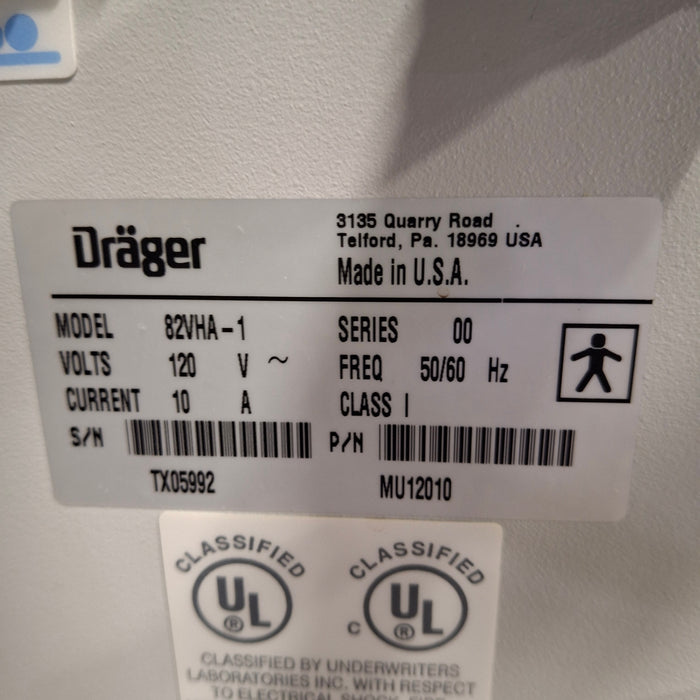 Dräger
3135 Quarry Road
Telford, Pa. 18969 USA
Made in U.S.A.
MODEL 82VHA-1 SERIES 00
VOLTS 120 V ~ FREQ 50/60 Hz
CURRENT 10 A CLASS I
S/N P/N
TX05992 MU12010
CLASSIFIED CLASSIFIED
UL ® C UL ®
CLASSIFIED BY UNDERWRITERS
LABORATORIES INC. WITH RESPECT
TO ELECTRICAL SHOCK, FIRE